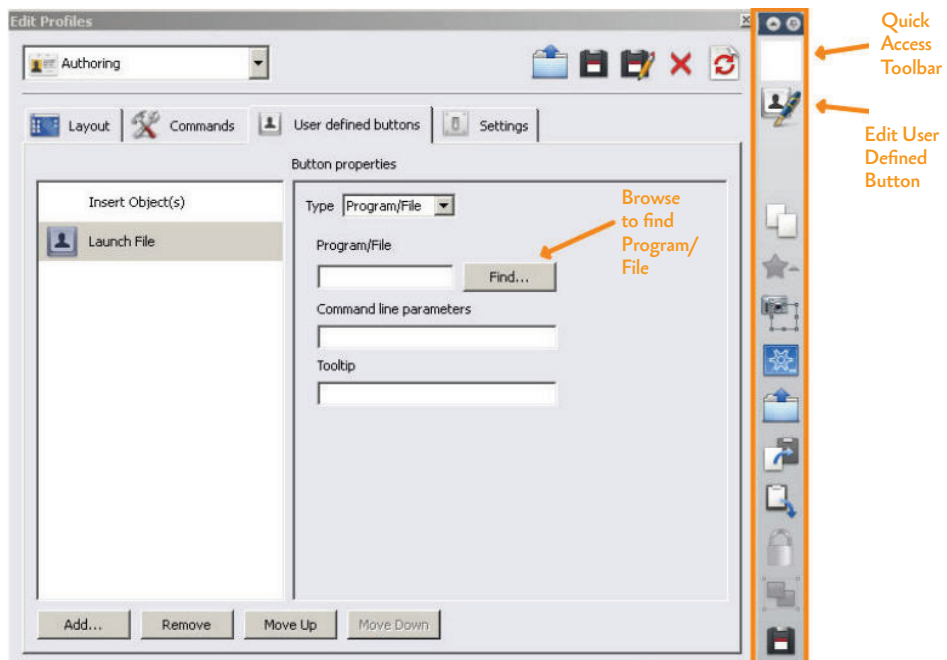 Edit Profiles
Quick
Access
Toolbar
Authoring
Layout
Commands
User defined buttons
Settings
Edit User
Defined
Button
Button properties
Insert Object(s)
Launch File
Type Program/File
Browse
to find
Program/
File
Program/File
Find...
Command line parameters
Tooltip
Add...
Remove
Move Up
Move Down